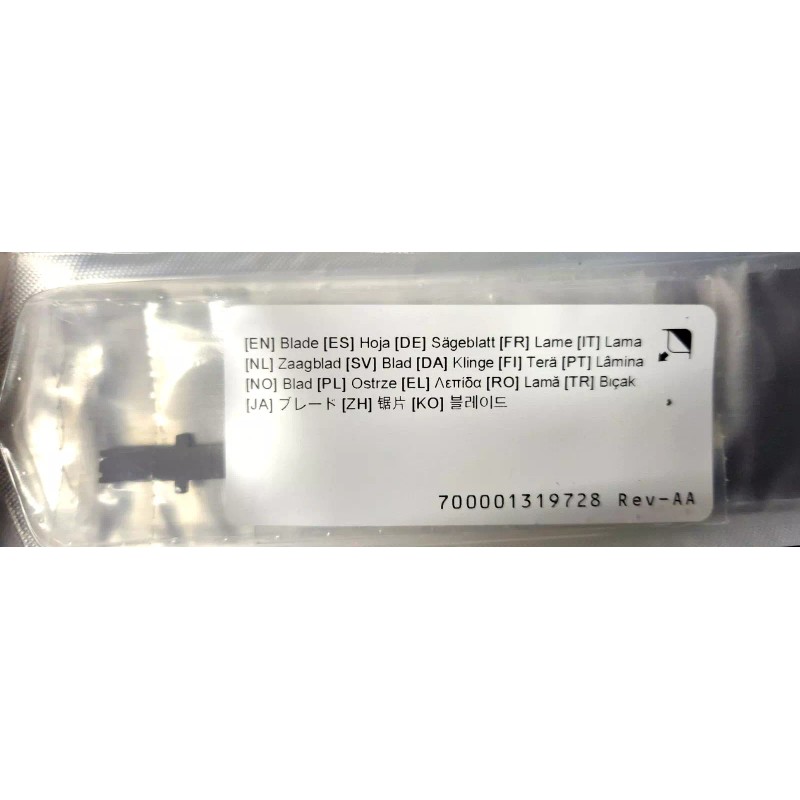 [EN] Blade [ES] Hoja [DE] Sägeblatt [FR] Lame [IT] Lama
[NL] Zaagblad [SV] Blad [DA] Klinge [FI] Terä [PT] Lâmina
[NO] Blad [PL] Ostrze [EL] Λεπίδα [RO] Lamă [TR] Bıçak
[JA] ブレード [ZH] 锯片 [KO] 블레이드
700001319728 Rev-AA